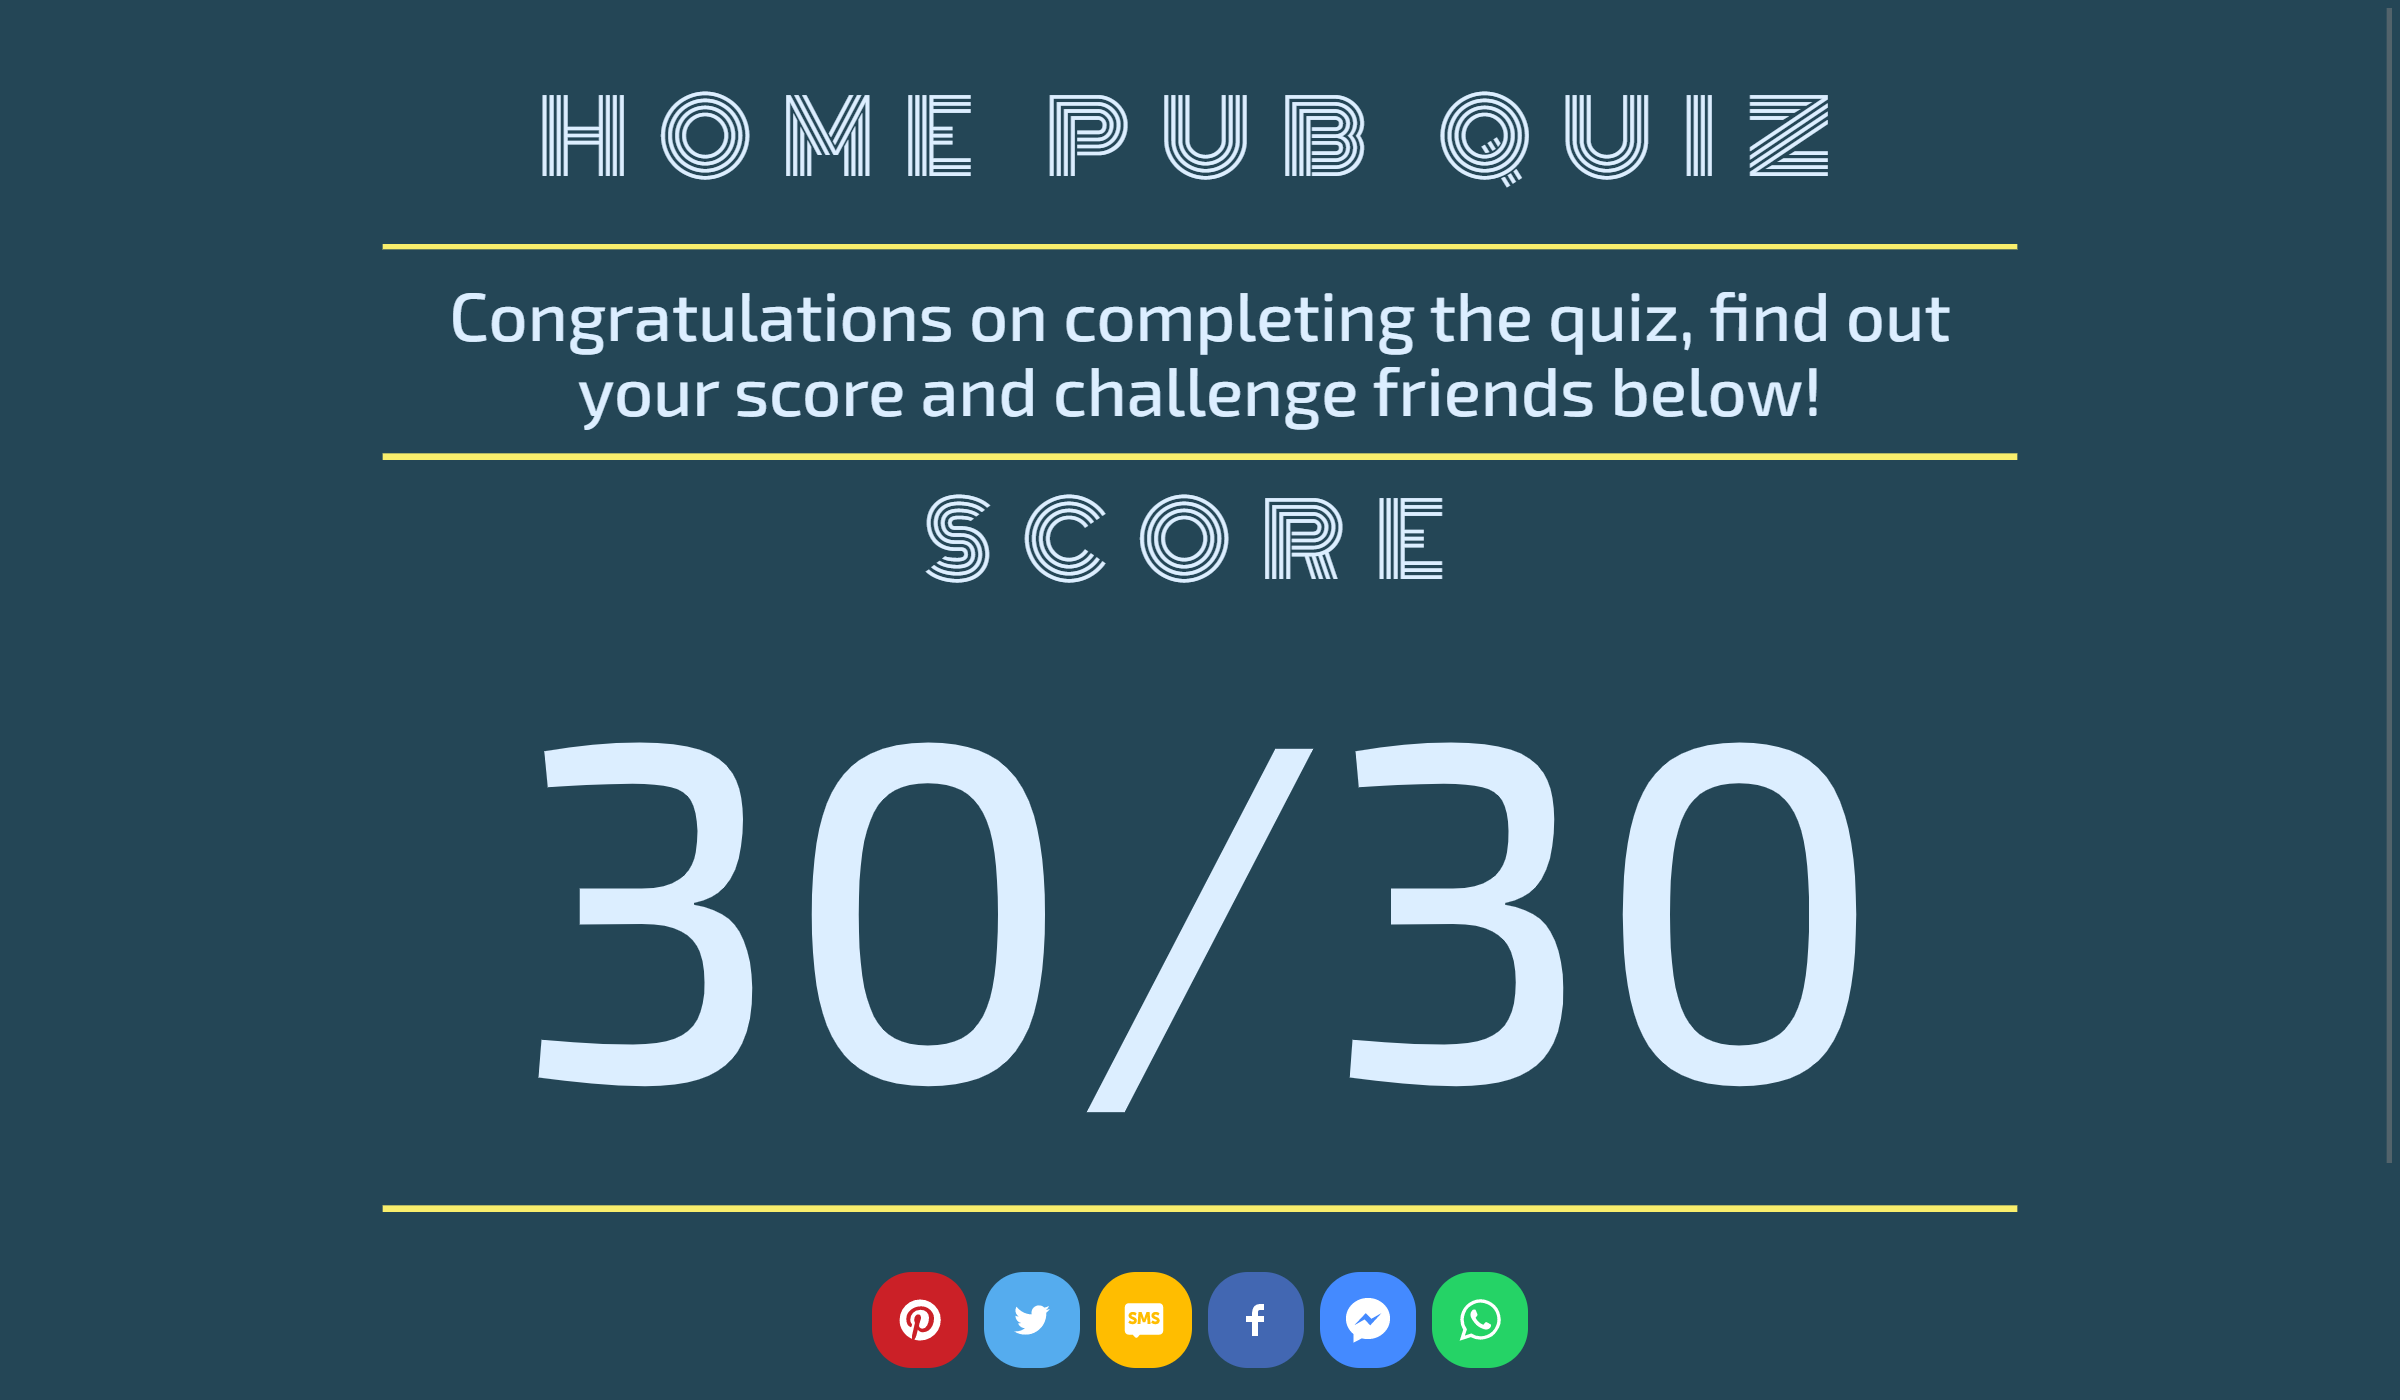 HOME PUB QUIZ
Congratulations on completing the quiz, find out
your score and challenge friends below!
SCORE
30/30
SMS